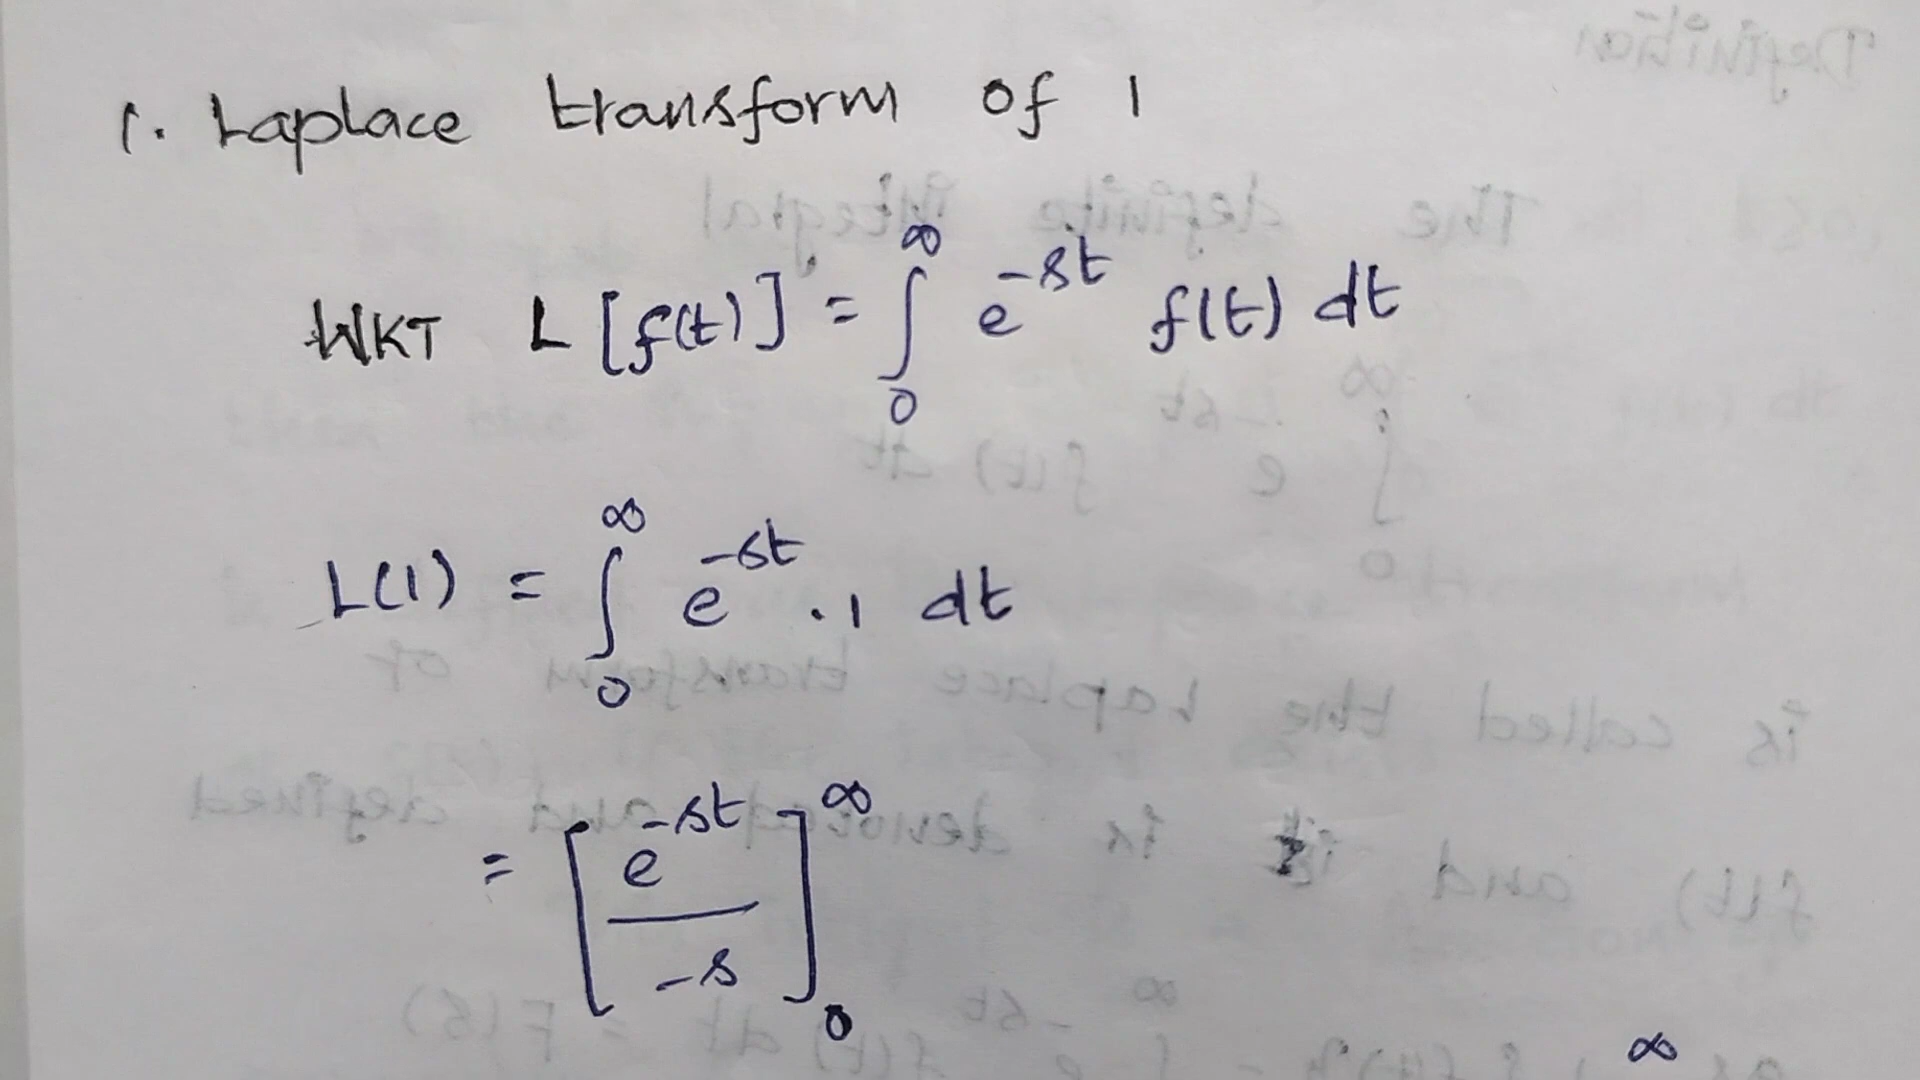 1. Laplace transform of 1
WKT L [f(t)] = ∫₀^∞ e^{-st} f(t) dt
L(1) = ∫₀^∞ e^{-st} . 1 dt
= [e^{-st} / -s]₀^∞
∞